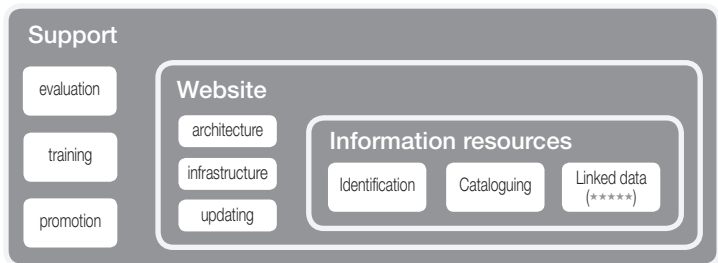 Support
evaluation
training
promotion
Website
architecture
infrastructure
updating
Information resources
Identification
Cataloguing
Linked data
(★★★★★)